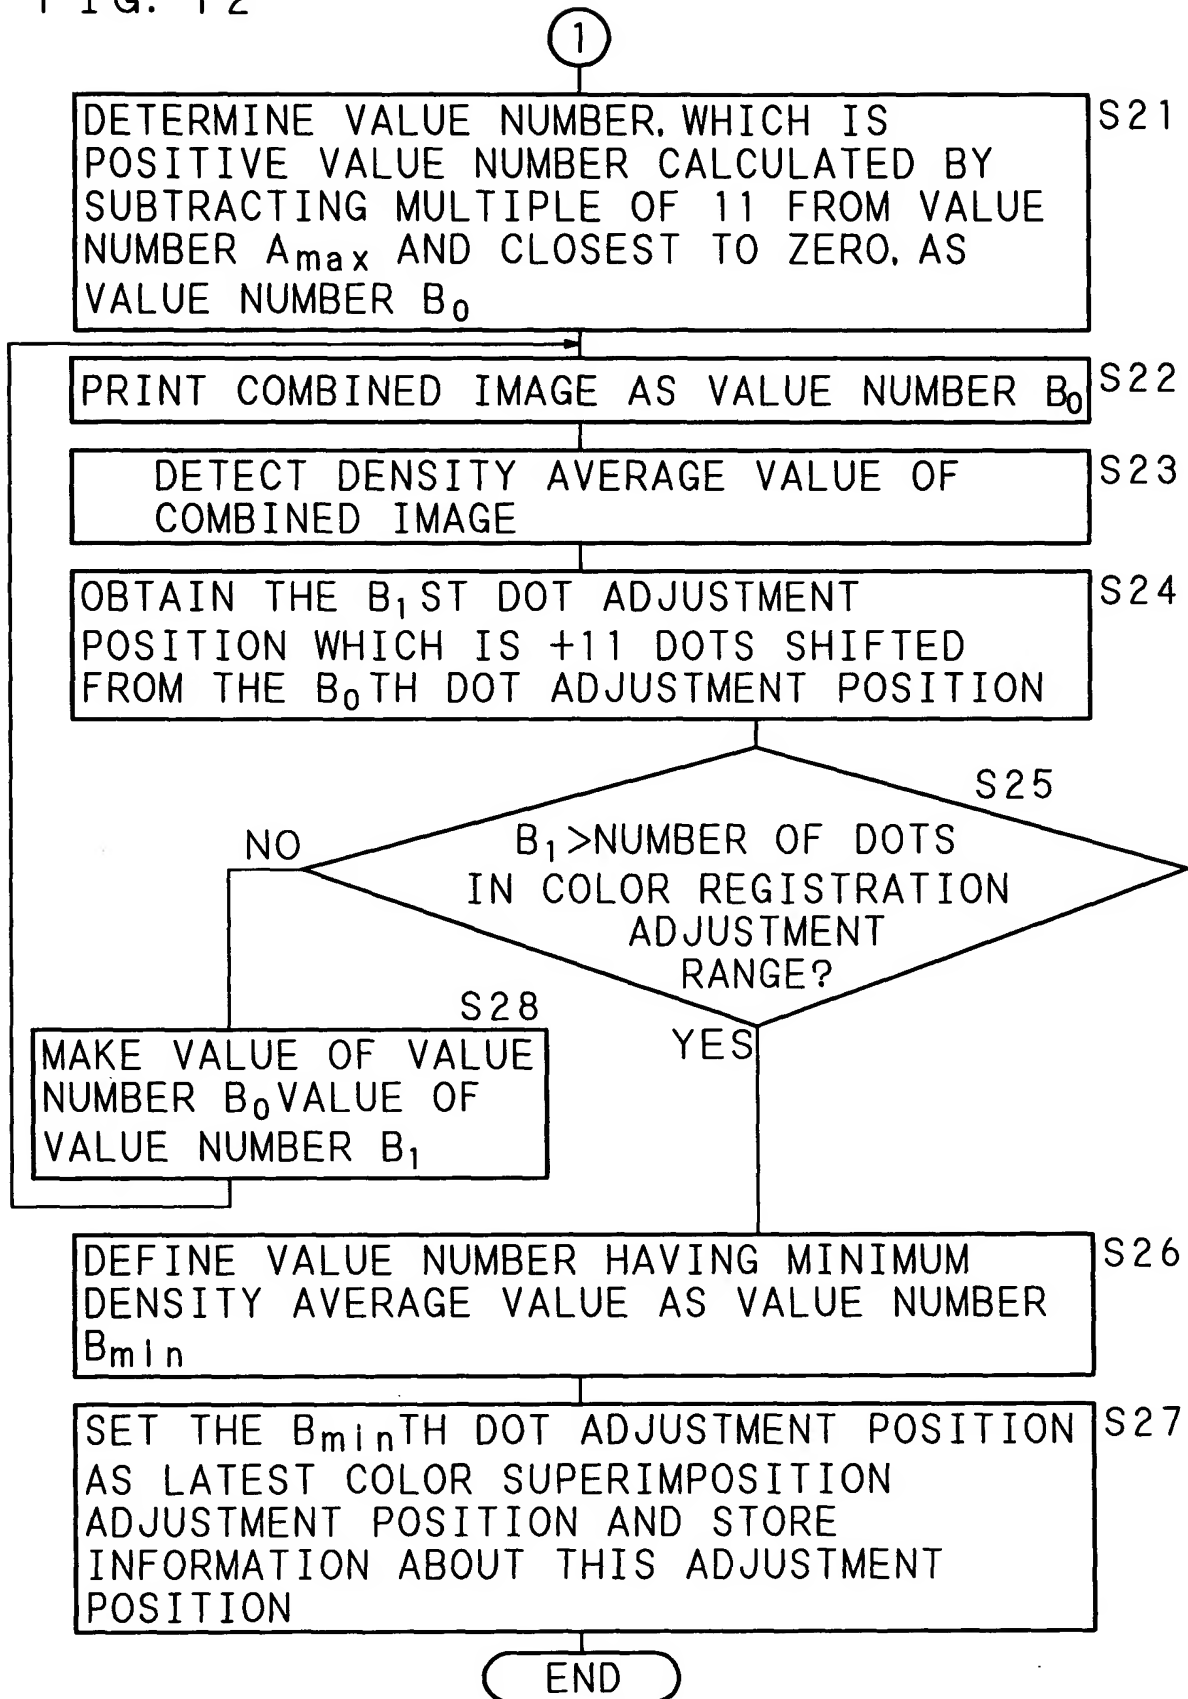 FIG. 12
1
DETERMINE VALUE NUMBER, WHICH IS
POSITIVE VALUE NUMBER CALCULATED BY
SUBTRACTING MULTIPLE OF 11 FROM VALUE
NUMBER Amax AND CLOSEST TO ZERO, AS
VALUE NUMBER B0
S21
PRINT COMBINED IMAGE AS VALUE NUMBER B0
S22
DETECT DENSITY AVERAGE VALUE OF
COMBINED IMAGE
S23
OBTAIN THE B1ST DOT ADJUSTMENT
POSITION WHICH IS +11 DOTS SHIFTED
FROM THE B0TH DOT ADJUSTMENT POSITION
S24
S25
B1>NUMBER OF DOTS
IN COLOR REGISTRATION
ADJUSTMENT
RANGE?
NO
YES
S28
MAKE VALUE OF VALUE
NUMBER B0VALUE OF
VALUE NUMBER B1
DEFINE VALUE NUMBER HAVING MINIMUM
DENSITY AVERAGE VALUE AS VALUE NUMBER
Bmin
S26
SET THE BminTH DOT ADJUSTMENT POSITION
AS LATEST COLOR SUPERIMPOSITION
ADJUSTMENT POSITION AND STORE
INFORMATION ABOUT THIS ADJUSTMENT
POSITION
S27
END